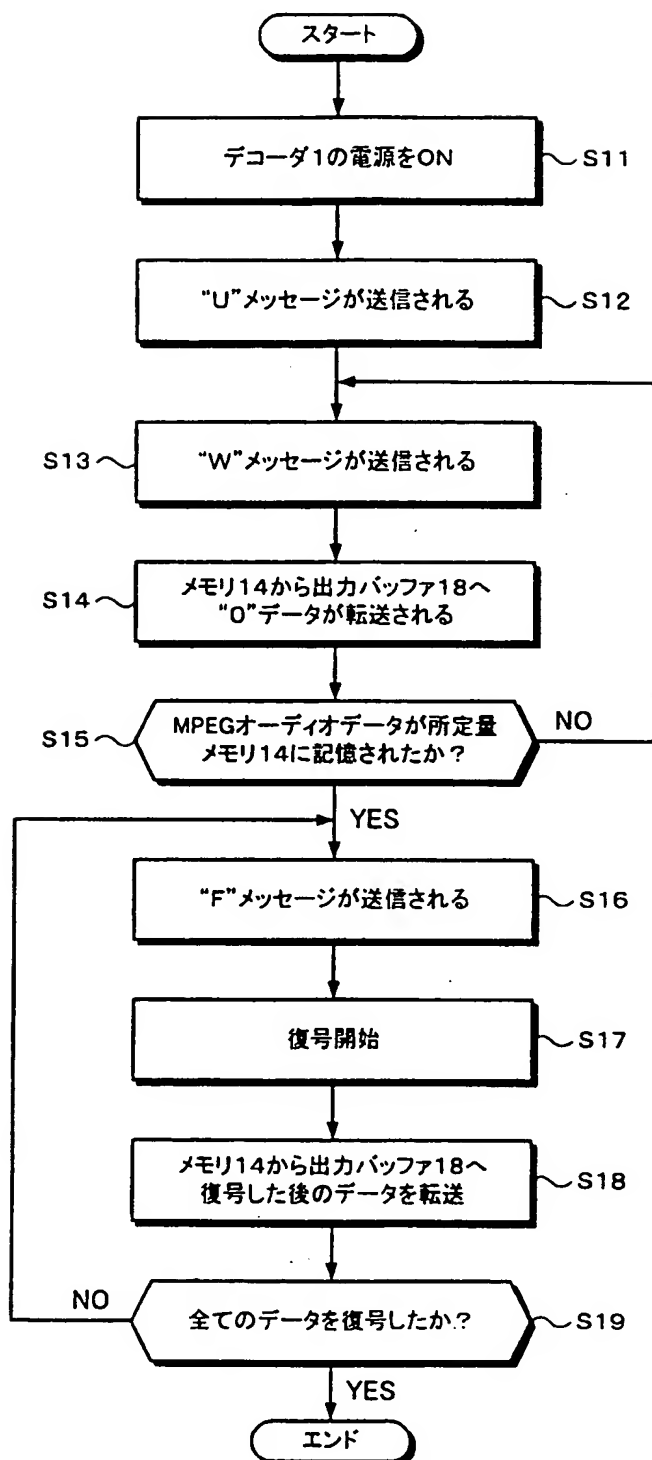 スタート
デコーダ1の電源をON
S11
“U”メッセージが送信される
S12
S13
“W”メッセージが送信される
S14
メモリ14から出力バッファ18へ
“0”データが転送される
S15
MPEGオーディオデータが所定量
メモリ14に記憶されたか?
NO
YES
“F”メッセージが送信される
S16
復号開始
S17
メモリ14から出力バッファ18へ
復号した後のデータを転送
S18
NO
全てのデータを復号したか?
S19
YES
エンド